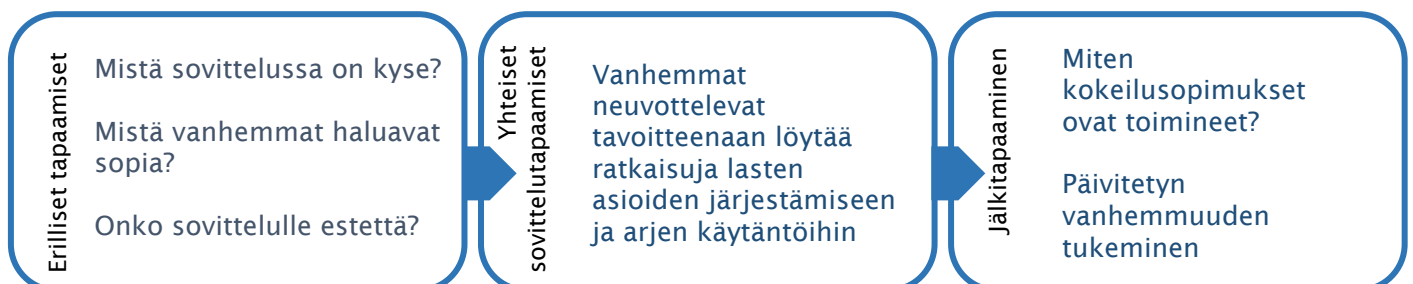 Erilliset tapaamiset
Mistä sovittelussa on kyse?
Mistä vanhemmat haluavat
sopia?
Onko sovittelulle estettä?
Yhteiset
sovittelutapaamiset
Vanhemmat
neuvottelevat
tavoitteenaan löytää
ratkaisuja lasten
asioiden järjestämiseen
ja arjen käytäntöihin
Jälkitapaaminen
Miten
kokeilusopimukset
ovat toimineet?
Päivitetyn
vanhemmuuden
tukeminen